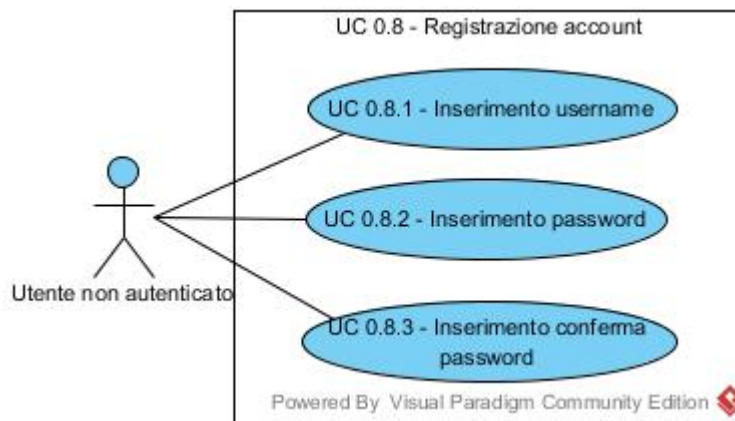 UC 0.8 - Registrazione account
UC 0.8.1 - Inserimento username
UC 0.8.2 - Inserimento password
Utente non autenticato
UC 0.8.3 - Inserimento conferma
password
Powered By Visual Paradigm Community Edition